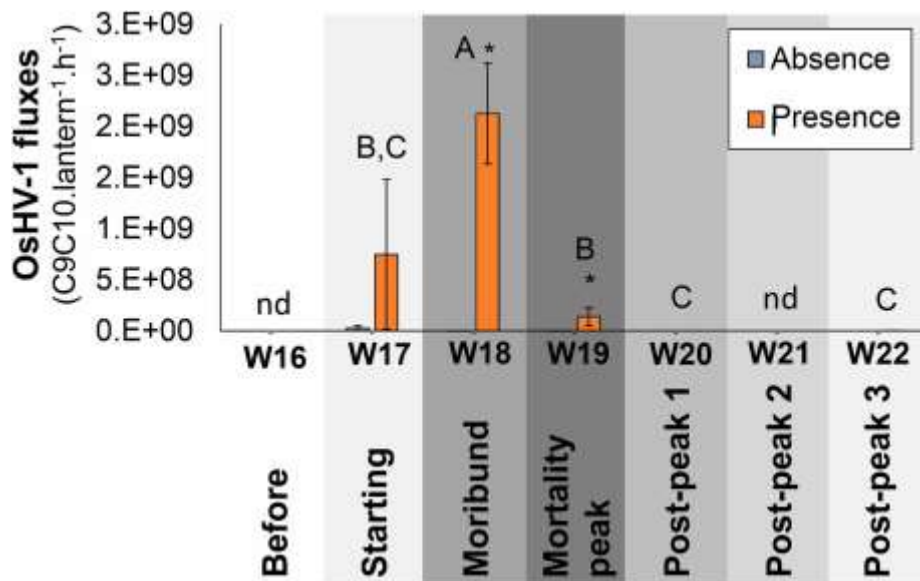 OsHV-1 fluxes
(C9C10.lantern⁻¹.h⁻¹)
3.E+09
3.E+09
2.E+09
2.E+09
1.E+09
5.E+08
0.E+00
Absence
Presence
nd
B,C
A *
B
*
C
nd
C
W16
W17
W18
W19
W20
W21
W22
Before
Starting
Moribund
Mortality
peak
Post-peak 1
Post-peak 2
Post-peak 3